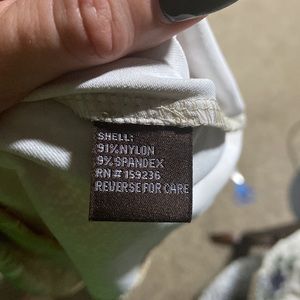 SHELL:
91% NYLON
9% SPANDEX
RN # 159236
REVERSE FOR CARE